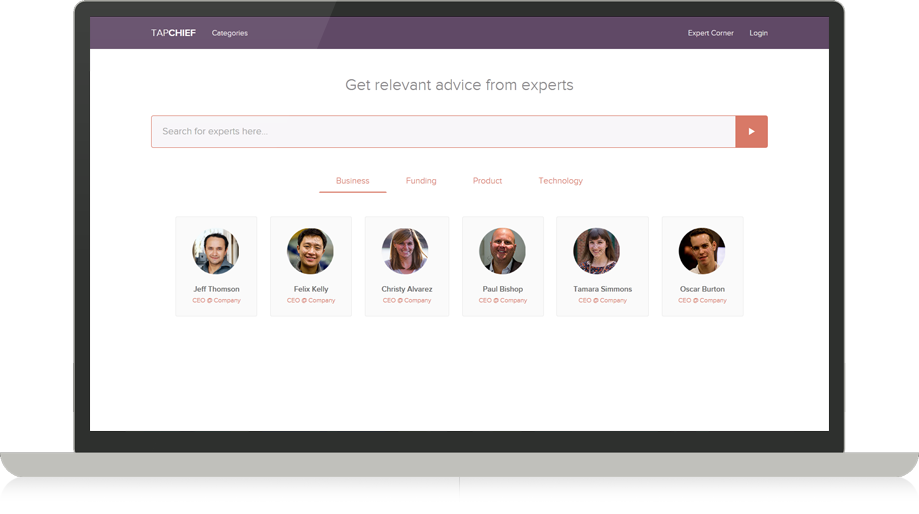 TAPCHIEF Categories Expert Corner Login
Get relevant advice from experts
Search for experts here...
Business Funding Product Technology
Jeff Thomson Felix Kelly Christy Alvarez Paul Bishop Tamara Simmons Oscar Burton
CEO @ Company CEO @ Company CEO @ Company CEO @ Company CEO @ Company CEO @ Company